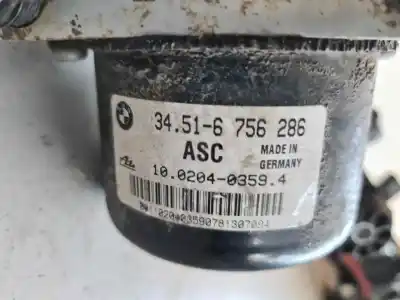 34.51-6 756 286
ASC
MADE IN
GERMANY
10.0204-0359.4